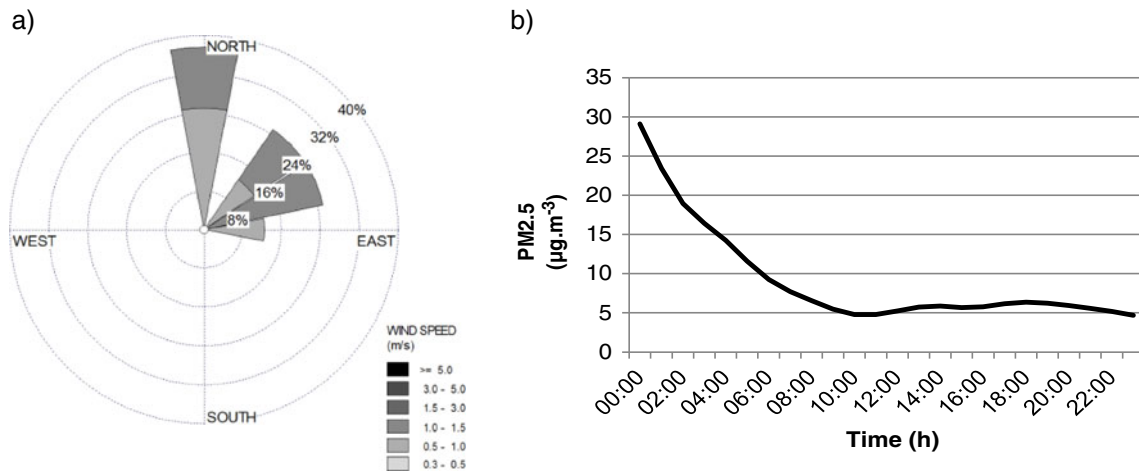 a)
NORTH
40%
32%
24%
16%
8%
WEST
EAST
SOUTH
WIND SPEED
(m/s)
>= 5.0
3.0 - 5.0
1.5 - 3.0
1.0 - 1.5
0.5 - 1.0
0.3 - 0.5
b)
PM2.5
(µg.m⁻³)
35
30
25
20
15
10
5
0
00:00
02:00
04:00
06:00
08:00
10:00
12:00
14:00
16:00
18:00
20:00
22:00
Time (h)